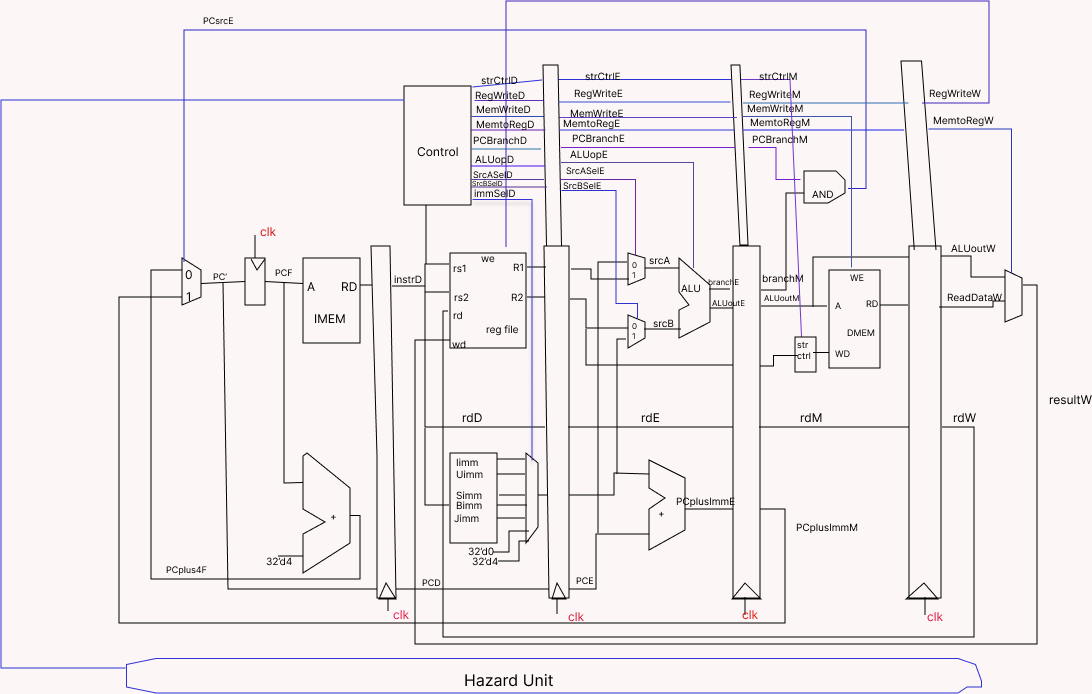 PCsrcE
strCtrlD
strCtrlE
strCtrlM
RegWriteD
RegWriteE
RegWriteM
RegWriteW
MemWriteD
MemWriteE
MemWriteM
MemtoRegD
MemtoRegE
MemtoRegM
MemtoRegW
PCBranchD
PCBranchE
PCBranchM
Control
ALUopD
ALUopE
SrcASelD
SrcASelE
SrcBSelD
SrcBSelE
immSelD
AND
clk
0
1
PC'
PCF
A
RD
IMEM
instrD
we
rs1
R1
rs2
R2
rd
reg file
wd
0
1
srcA
ALU
branchE
ALUoutE
0
1
srcB
branchM
ALUoutM
WE
A
RD
DMEM
WD
str
ctrl
ALUoutW
ReadDataW
resultW
rdD
rdE
rdM
rdW
Iimm
Uimm
Simm
Bimm
Jimm
32'd0
32'd4
+
32'd4
PCplus4F
+
PCplusImmE
PCplusImmM
PCD
PCE
clk
clk
clk
clk
Hazard Unit